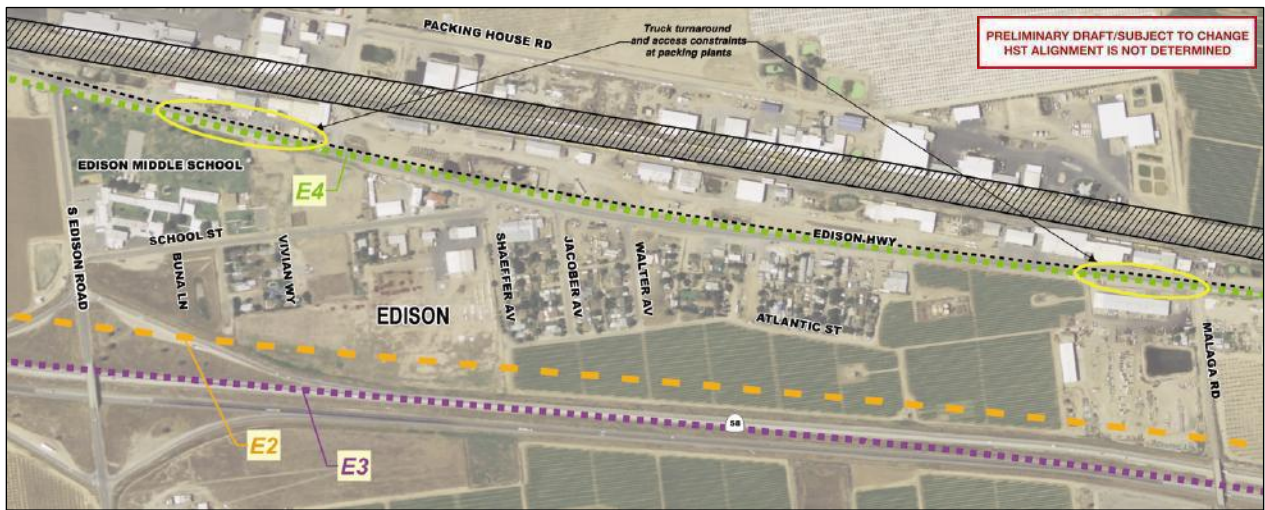 PACKING HOUSE RD
Truck turnaround
and access constraints
at packing plants
PRELIMINARY DRAFT/SUBJECT TO CHANGE
HST ALIGNMENT IS NOT DETERMINED
EDISON MIDDLE SCHOOL
E4
S EDISON ROAD
SCHOOL ST
BUNA LN
VIVIAN WY
EDISON
SHAEFFER AV
JACOBER AV
WALTER AV
EDISON HWY
ATLANTIC ST
MALAGA RD
58
E2
E3